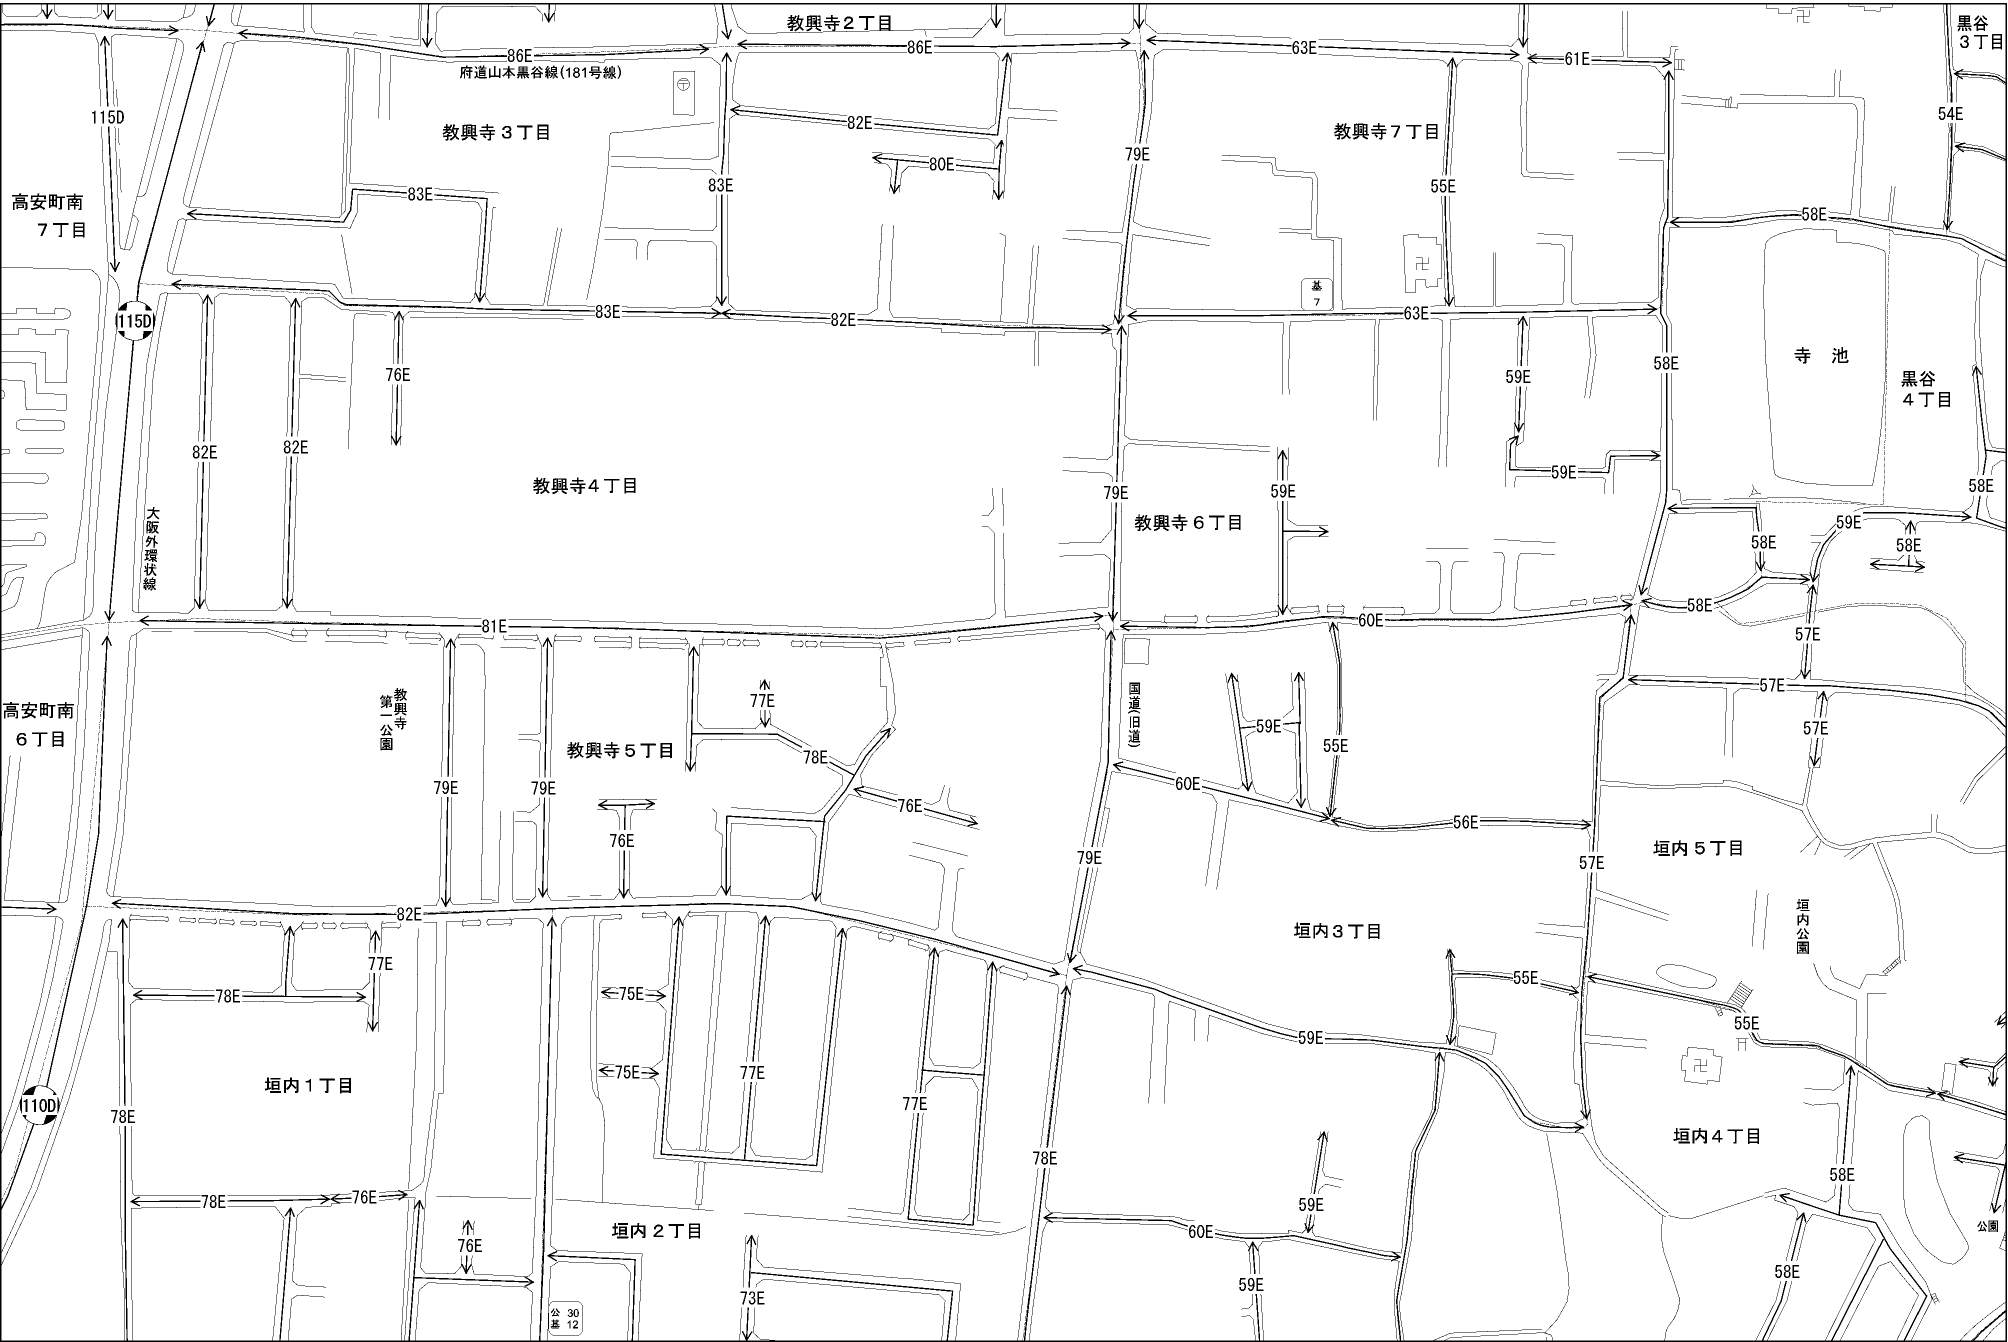 教興寺２丁目
黒谷
３丁目
86E
86E
63E
61E
府道山本黒谷線(181号線)
115D
教興寺３丁目
82E
教興寺７丁目
54E
79E
80E
83E
83E
55E
高安町南
７丁目
58E
基
7
115D
83E
82E
63E
寺　池
58E
76E
59E
黒谷
４丁目
82E
82E
59E
教興寺４丁目
79E
59E
58E
教興寺６丁目
59E
大阪外環状線
58E
58E
58E
81E
60E
57E
教興寺
第一公園
国道(旧道)
57E
77E
高安町南
６丁目
59E
57E
教興寺５丁目
55E
78E
79E
79E
60E
76E
56E
76E
垣内５丁目
79E
57E
82E
垣内公園
垣内３丁目
77E
55E
78E
75E
55E
59E
75E
77E
垣内１丁目
110D
77E
78E
垣内４丁目
78E
58E
78E
76E
59E
公園
垣内２丁目
60E
76E
58E
59E
73E
公 30
基 12